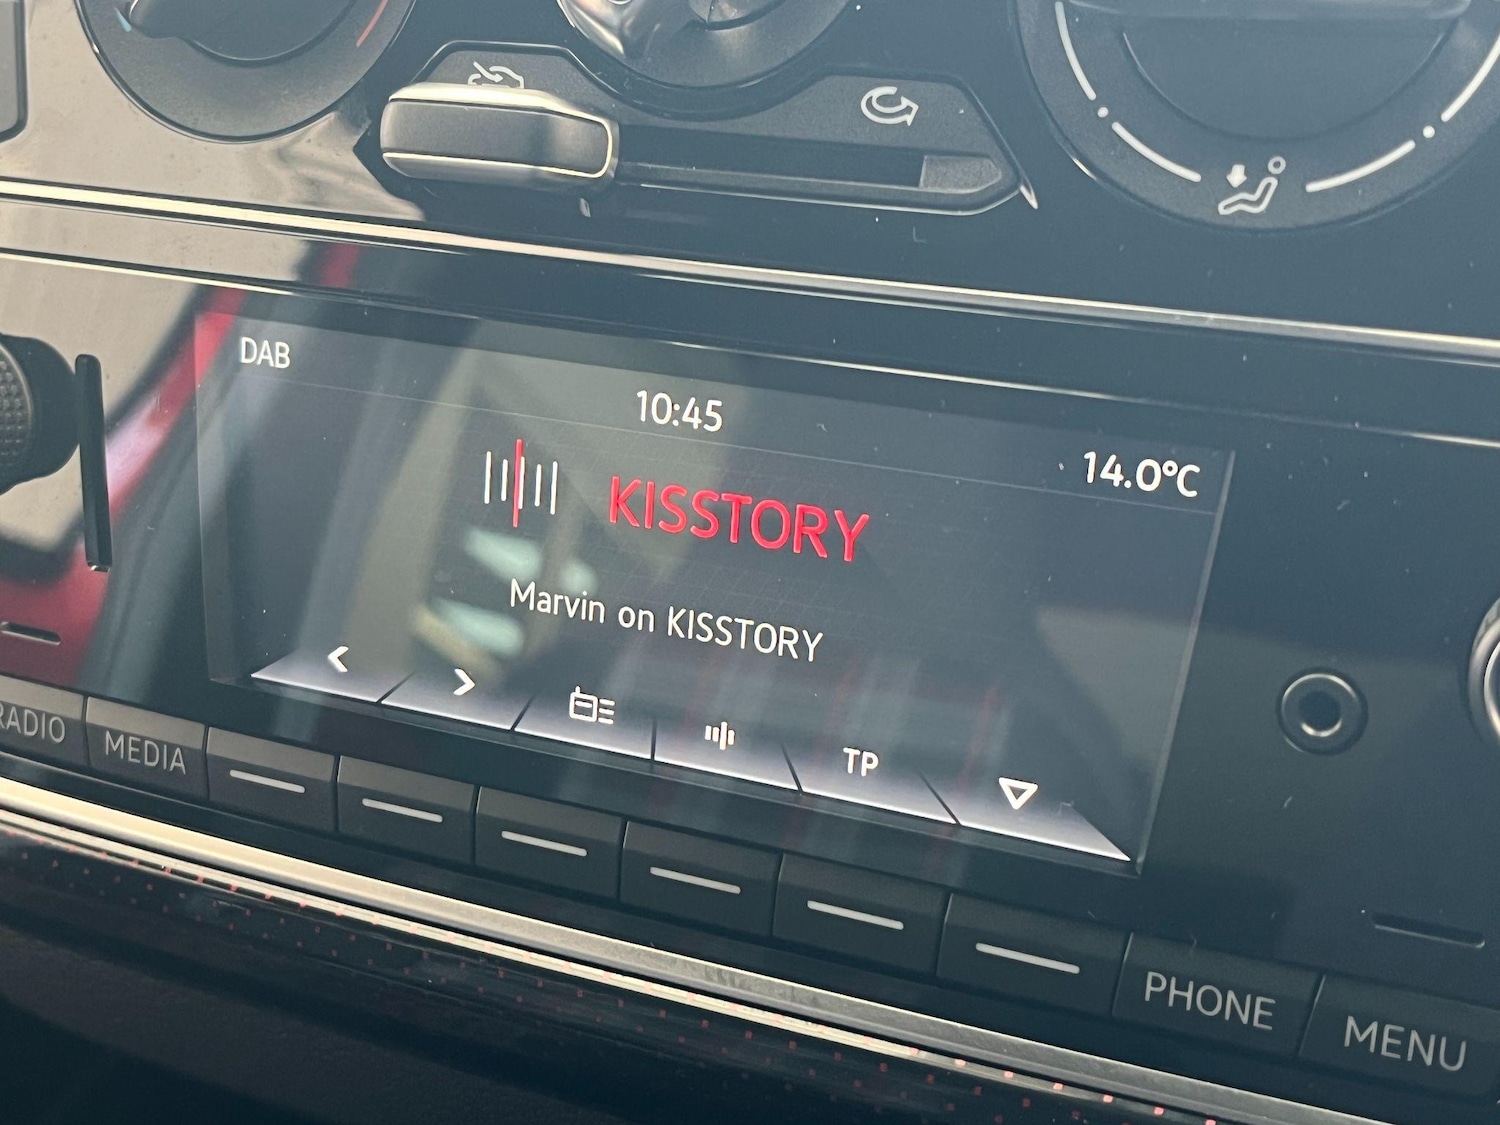 DAB
10:45
14.0°C
KISSTORY
Marvin on KISSTORY
TP
RADIO
MEDIA
PHONE
MENU